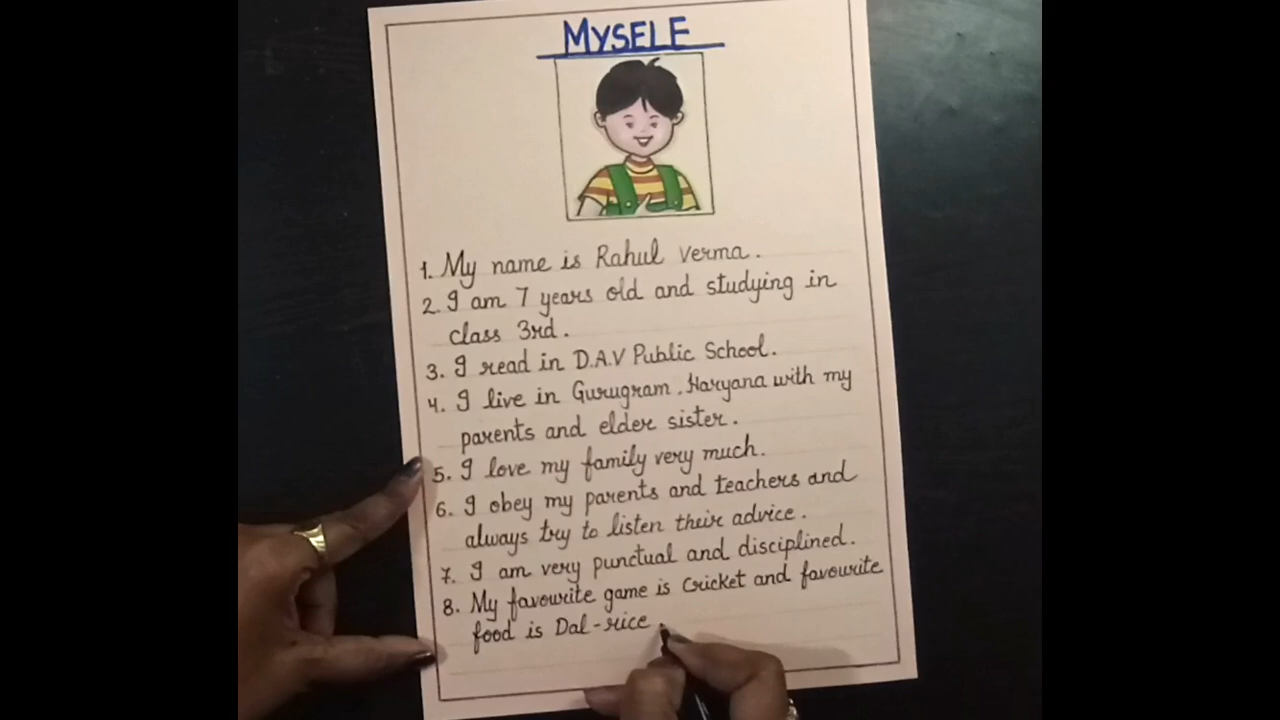 MYSELF
1. My name is Rahul Verma.
2. I am 7 years old and studying in
class 3rd.
3. I read in D.A.V Public School.
4. I live in Gurugram, Haryana with my
parents and elder sister.
5. I love my family very much.
6. I obey my parents and teachers and
always try to listen their advice.
7. I am very punctual and disciplined.
8. My favourite game is Cricket and favourite
food is Dal-rice.